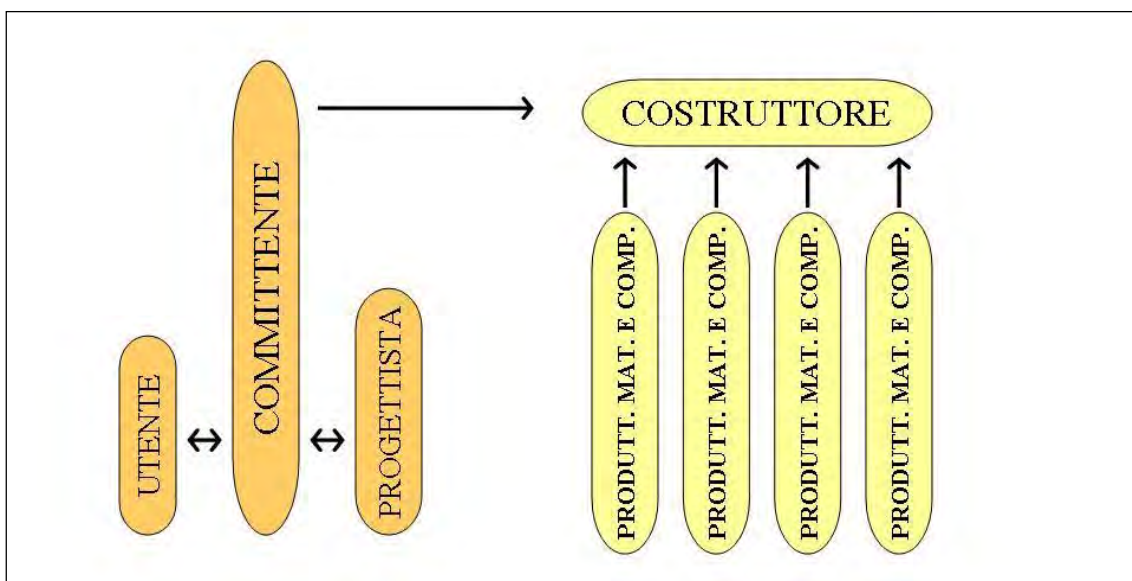 UTENTE
COMMITTENTE
PROGETTISTA
COSTRUTTORE
PRODUTT. MAT. E COMP.
PRODUTT. MAT. E COMP.
PRODUTT. MAT. E COMP.
PRODUTT. MAT. E COMP.